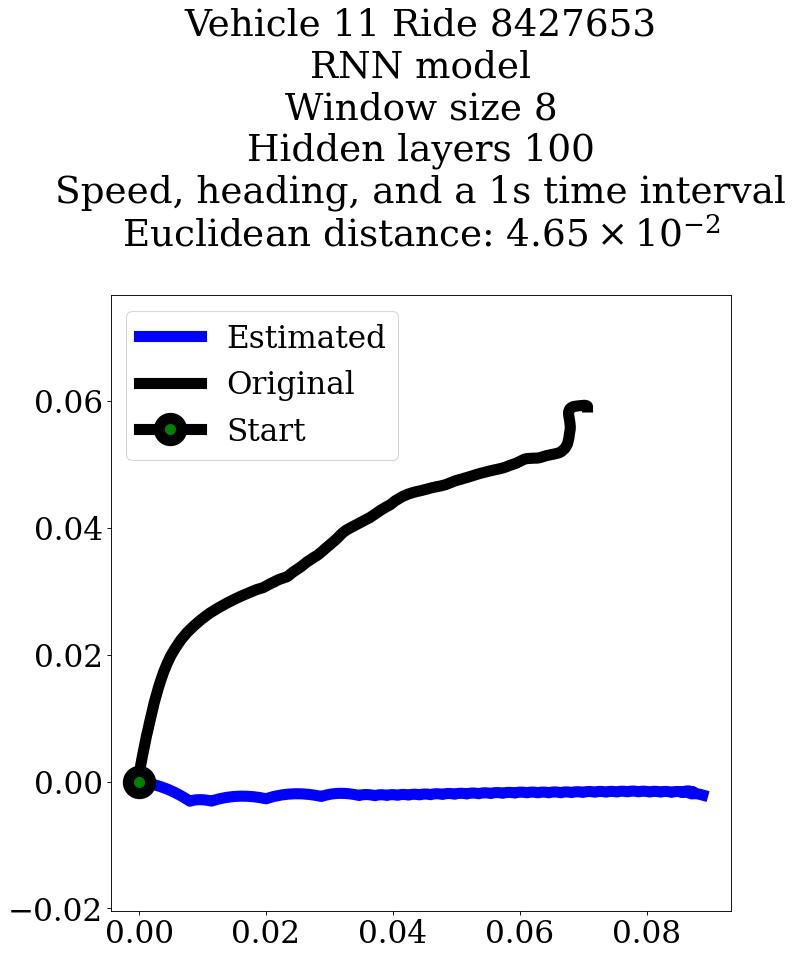 Vehicle 11 Ride 8427653
RNN model
Window size 8
Hidden layers 100
Speed, heading, and a 1s time interval
Euclidean distance: 4.65 × 10⁻²
Estimated
Original
Start
0.06
0.04
0.02
0.00
−0.02
0.00 0.02 0.04 0.06 0.08